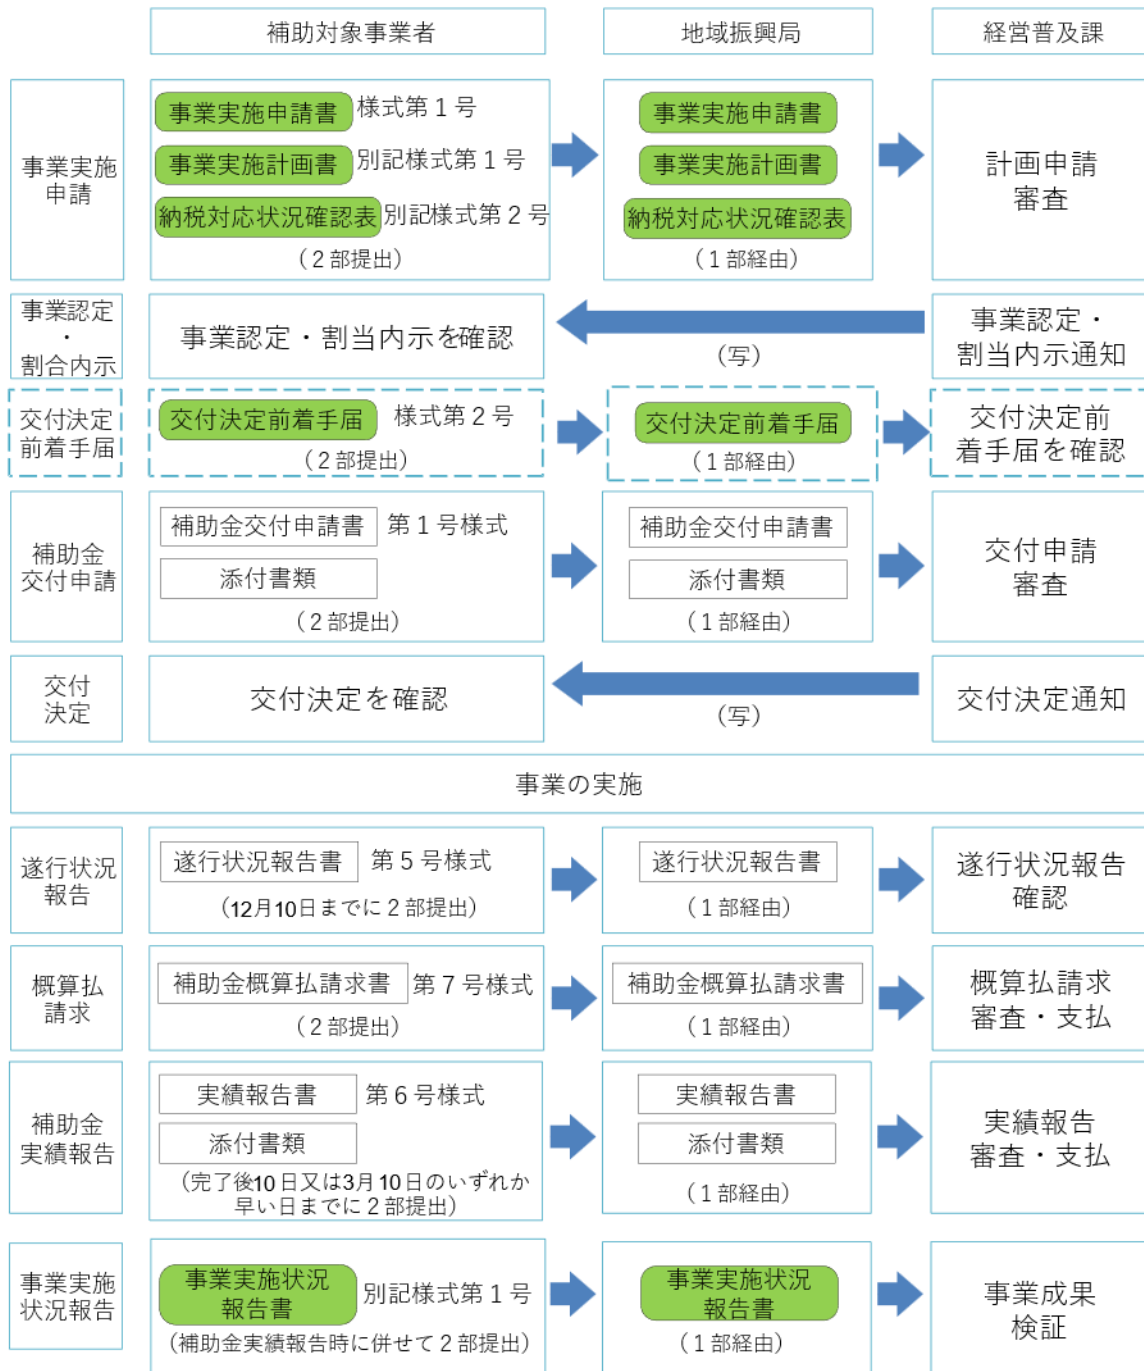 補助対象事業者
地域振興局
経営普及課
事業実施
申請
事業実施申請書 様式第1号
事業実施計画書 別記様式第1号
納税対応状況確認表 別記様式第2号
(2部提出)
事業実施申請書
事業実施計画書
納税対応状況確認表
(1部経由)
計画申請
審査
事業認定
・
割合内示
事業認定・割当内示を確認
(写)
事業認定・
割当内示通知
交付決定
前着手届
交付決定前着手届 様式第2号
(2部提出)
交付決定前着手届
(1部経由)
交付決定前
着手届を確認
補助金
交付申請
補助金交付申請書 第1号様式
添付書類
(2部提出)
補助金交付申請書
添付書類
(1部経由)
交付申請
審査
交付
決定
交付決定を確認
(写)
交付決定通知
事業の実施
遂行状況
報告
遂行状況報告書 第5号様式
(12月10日までに2部提出)
遂行状況報告書
(1部経由)
遂行状況報告
確認
概算払
請求
補助金概算払請求書 第7号様式
(2部提出)
補助金概算払請求書
(1部経由)
概算払請求
審査・支払
補助金
実績報告
実績報告書 第6号様式
添付書類
(完了後10日又は3月10日のいずれか
早い日までに2部提出)
実績報告書
添付書類
(1部経由)
実績報告
審査・支払
事業実施
状況報告
事業実施状況
報告書 別記様式第1号
(補助金実績報告時に併せて2部提出)
事業実施状況
報告書
(1部経由)
事業成果
検証